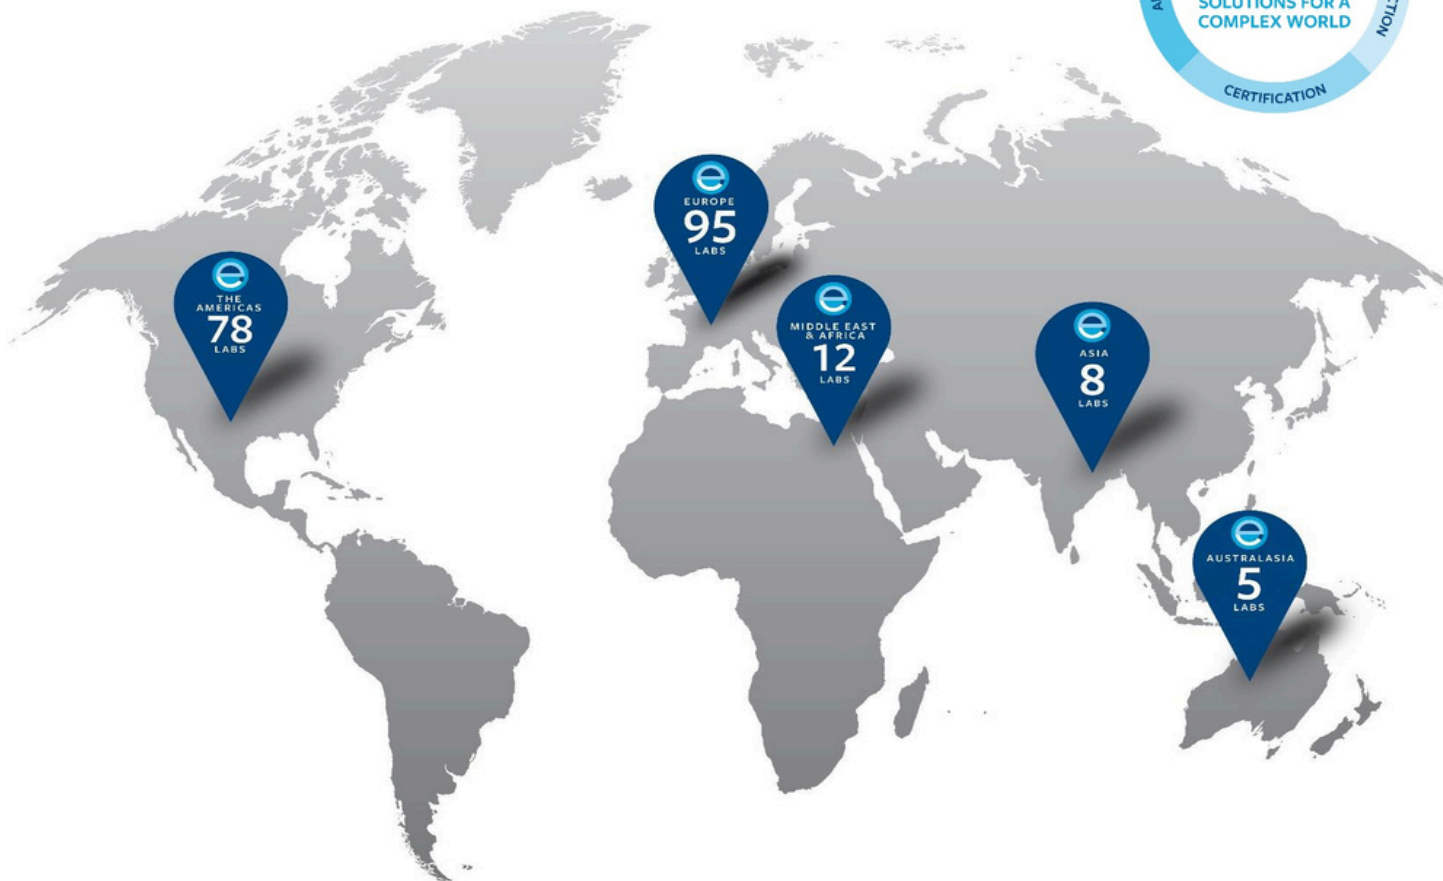 SOLUTIONS FOR A
COMPLEX WORLD
CERTIFICATION
EUROPE
95
LABS
THE
AMERICAS
78
LABS
MIDDLE EAST
& AFRICA
12
LABS
ASIA
8
LABS
AUSTRALASIA
5
LABS